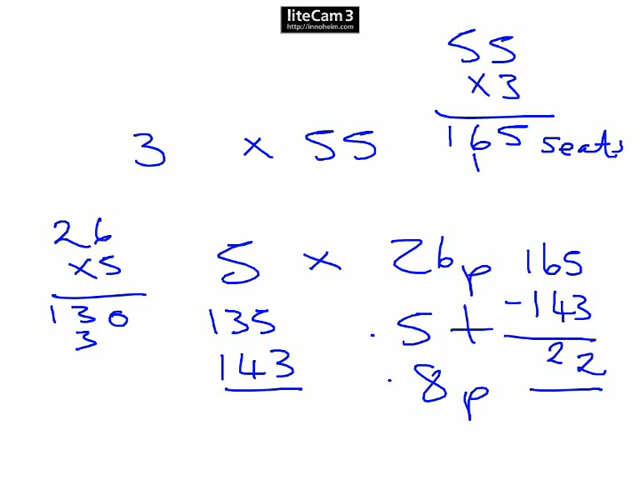 liteCam 3
http://innoheim.com
55
x3
165 seats
1
3 x 55
26
x5
130
3
5 x 26p
135 .5 +
143 .8p
165
-143
22